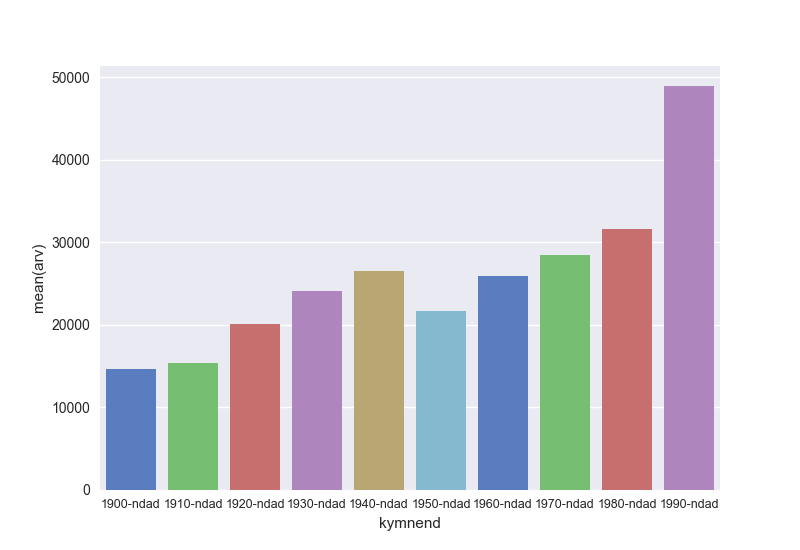 50000
40000
30000
20000
10000
0
mean(arv)
1900-ndad 1910-ndad 1920-ndad 1930-ndad 1940-ndad 1950-ndad 1960-ndad 1970-ndad 1980-ndad 1990-ndad
kymnend